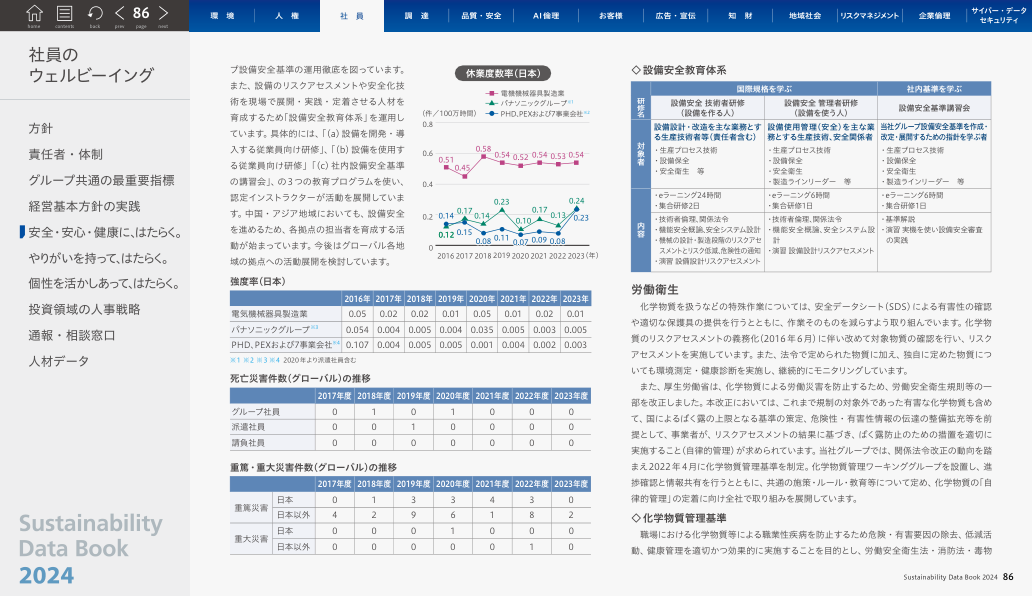 home contents back prev 86 page next
環　境　人　権　社　員　調　達　品質・安全　AI倫理　お客様　広告・宣伝　知　財　地域社会　リスクマネジメント　企業倫理　サイバー・データセキュリティ
社員の
ウェルビーイング
方針
責任者・体制
グループ共通の最重要指標
経営基本方針の実践
安全・安心・健康に、はたらく。
やりがいを持って、はたらく。
個性を活かしあって、はたらく。
投資領域の人事戦略
通報・相談窓口
人材データ
Sustainability
Data Book
2024
プ設備安全基準の運用徹底を図っています。
また、設備のリスクアセスメントや安全化技
術を現場で展開・実践・定着させる人材を
育成するため「設備安全教育体系」を運用し
ています。具体的には、「(a) 設備を開発・導
入する従業員向け研修」、「(b) 設備を使用す
る従業員向け研修」「(c) 社内設備安全基準
の講習会」、の3つの教育プログラムを使い、
認定インストラクターが活動を展開していま
す。中国・アジア地域においても、設備安全
を進めるため、各拠点の担当者を育成する活
動が始まっています。今後はグローバル各地
域の拠点への活動展開を検討しています。
休業度数率（日本）
電機機械器具製造業
パナソニックグループ※1
PHD、PEXおよび7事業会社※2
(件／100万時間)
0.8
0.6
0.4
0.2
0
0.51 0.45 0.58 0.54 0.52 0.54 0.53 0.54
0.12 0.17 0.14 0.23 0.10 0.17 0.13 0.24
0.14 0.15 0.08 0.11 0.07 0.09 0.08 0.23
2016 2017 2018 2019 2020 2021 2022 2023 (年)
強度率（日本）
2016年 2017年 2018年 2019年 2020年 2021年 2022年 2023年
電気機械器具製造業 0.05 0.02 0.02 0.01 0.05 0.01 0.02 0.01
パナソニックグループ※3 0.054 0.004 0.005 0.004 0.035 0.005 0.003 0.005
PHD、PEXおよび7事業会社※4 0.107 0.004 0.005 0.005 0.001 0.004 0.002 0.003
※1 ※2 ※3 ※4 2020年より派遣社員含む
死亡災害件数（グローバル）の推移
2017年度 2018年度 2019年度 2020年度 2021年度 2022年度 2023年度
グループ社員 0 1 0 1 0 0 0
派遣社員 0 0 1 0 0 0 0
請負社員 0 0 0 0 0 0 0
重篤・重大災害件数（グローバル）の推移
2017年度 2018年度 2019年度 2020年度 2021年度 2022年度 2023年度
重篤災害 日本 0 1 3 3 4 3 0
日本以外 4 2 9 6 1 8 2
重大災害 日本 0 0 0 1 0 0 0
日本以外 0 0 0 0 0 1 0
◇設備安全教育体系
研修名 国際規格を学ぶ 社内基準を学ぶ
設備安全 技術者研修（設備を作る人） 設備安全 管理者研修（設備を使う人） 設備安全基準講習会
対象者
設備設計・改造を主な業務とする生産技術者等（責任者含む）
・生産プロセス技術
・設備保全
・安全衛生　等
設備使用管理（安全）を主な業務とする生産技術、安全関係者
・生産プロセス技術
・設備保全
・安全衛生
・製造ラインリーダー　等
当社グループ設備安全基準を作成・改定・展開するための指針を学ぶ者
・生産プロセス技術
・設備保全
・安全衛生
・製造ラインリーダー　等
内容
・eラーニング24時間
・集合研修2日
・eラーニング6時間
・集合研修1日
・eラーニング6時間
・集合研修1日
・技術者倫理、関係法令
・機能安全概論、安全システム設計
・機械の設計・製造段階のリスクアセスメントとリスク低減、危険性の通知
・演習 設備設計リスクアセスメント
・技術者倫理、関係法令
・機能安全概論、安全システム設計
・演習 設備設計リスクアセスメント
・基準解説
・演習 実機を使い設備安全審査の実践
労働衛生
化学物質を扱うなどの特殊作業については、安全データシート（SDS）による有害性の確認
や適切な保護具の提供を行うとともに、作業そのものを減らすよう取り組んでいます。化学物
質のリスクアセスメントの義務化（2016年6月）に伴い改めて対象物質の確認を行い、リスク
アセスメントを実施しています。また、法令で定められた物質に加え、独自に定めた物質につ
いても環境測定・健康診断を実施し、継続的にモニタリングしています。
また、厚生労働省は、化学物質による労働災害を防止するため、労働安全衛生規則等の一
部を改正しました。本改正においては、これまで規制の対象外であった有害な化学物質も含め
て、国によるばく露の上限となる基準の策定、危険性・有害性情報の伝達の整備拡充等を前
提として、事業者が、リスクアセスメントの結果に基づき、ばく露防止のための措置を適切に
実施すること（自律的管理）が求められています。当社グループでは、関係法令改正の動向を踏
まえ2022年4月に化学物質管理基準を制定。化学物質管理ワーキンググループを設置し、進
捗確認と情報共有を行うとともに、共通の施策・ルール・教育等について定め、化学物質の「自
律的管理」の定着に向け全社で取り組みを展開しています。
◇化学物質管理基準
職場における化学物質等による職業性疾病を防止するため危険・有害要因の除去、低減活
動、健康管理を適切かつ効果的に実施することを目的とし、労働安全衛生法・消防法・毒物
Sustainability Data Book 2024 86